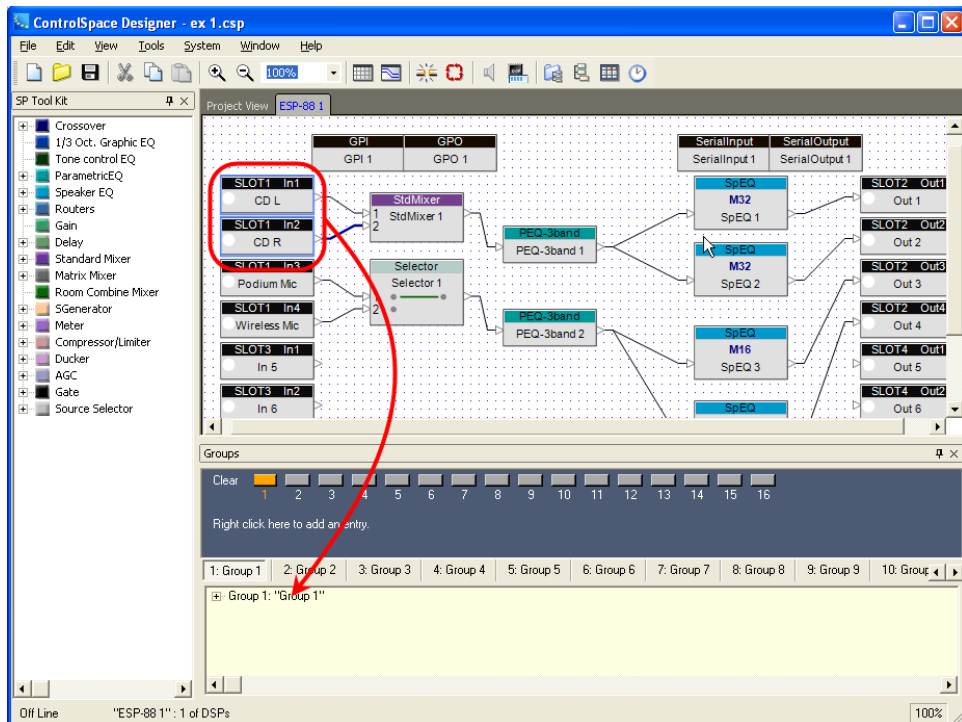 ControlSpace Designer - ex 1.csp
File Edit View Tools System Window Help
100%
SP Tool Kit
Crossover
1/3 Oct. Graphic EQ
Tone control EQ
ParametricEQ
Speaker EQ
Routers
Gain
Delay
Standard Mixer
Matrix Mixer
Room Combine Mixer
SGenerator
Meter
Compressor/Limiter
Ducker
AGC
Gate
Source Selector
Project View ESP-88 1
GPI GPO
GPI 1 GPO 1
SerialInput SerialOutput
SerialInput 1 SerialOutput 1
SLOT1 In1
CD L
SLOT1 In2
CD R
SLOT1 In3
Podium Mic
SLOT1 In4
Wireless Mic
SLOT3 In1
In 5
SLOT3 In2
In 6
StdMixer
1 StdMixer 1
2
Selector
Selector 1
2
PEQ-3band
PEQ-3band 1
PEQ-3band
PEQ-3band 2
SpEQ
M32
SpEQ 1
SpEQ
M32
SpEQ 2
SpEQ
M16
SpEQ 3
SpEQ
SLOT2 Out1
Out 1
SLOT2 Out2
Out 2
SLOT2 Out3
Out 3
SLOT2 Out4
Out 4
SLOT4 Out1
Out 5
SLOT4 Out2
Out 6
Groups
Clear
1 2 3 4 5 6 7 8 9 10 11 12 13 14 15 16
Right click here to add an entry.
1: Group 1 2: Group 2 3: Group 3 4: Group 4 5: Group 5 6: Group 6 7: Group 7 8: Group 8 9: Group 9 10: Group
Group 1: "Group 1"
Off Line "ESP-88 1" : 1 of DSPs 100%